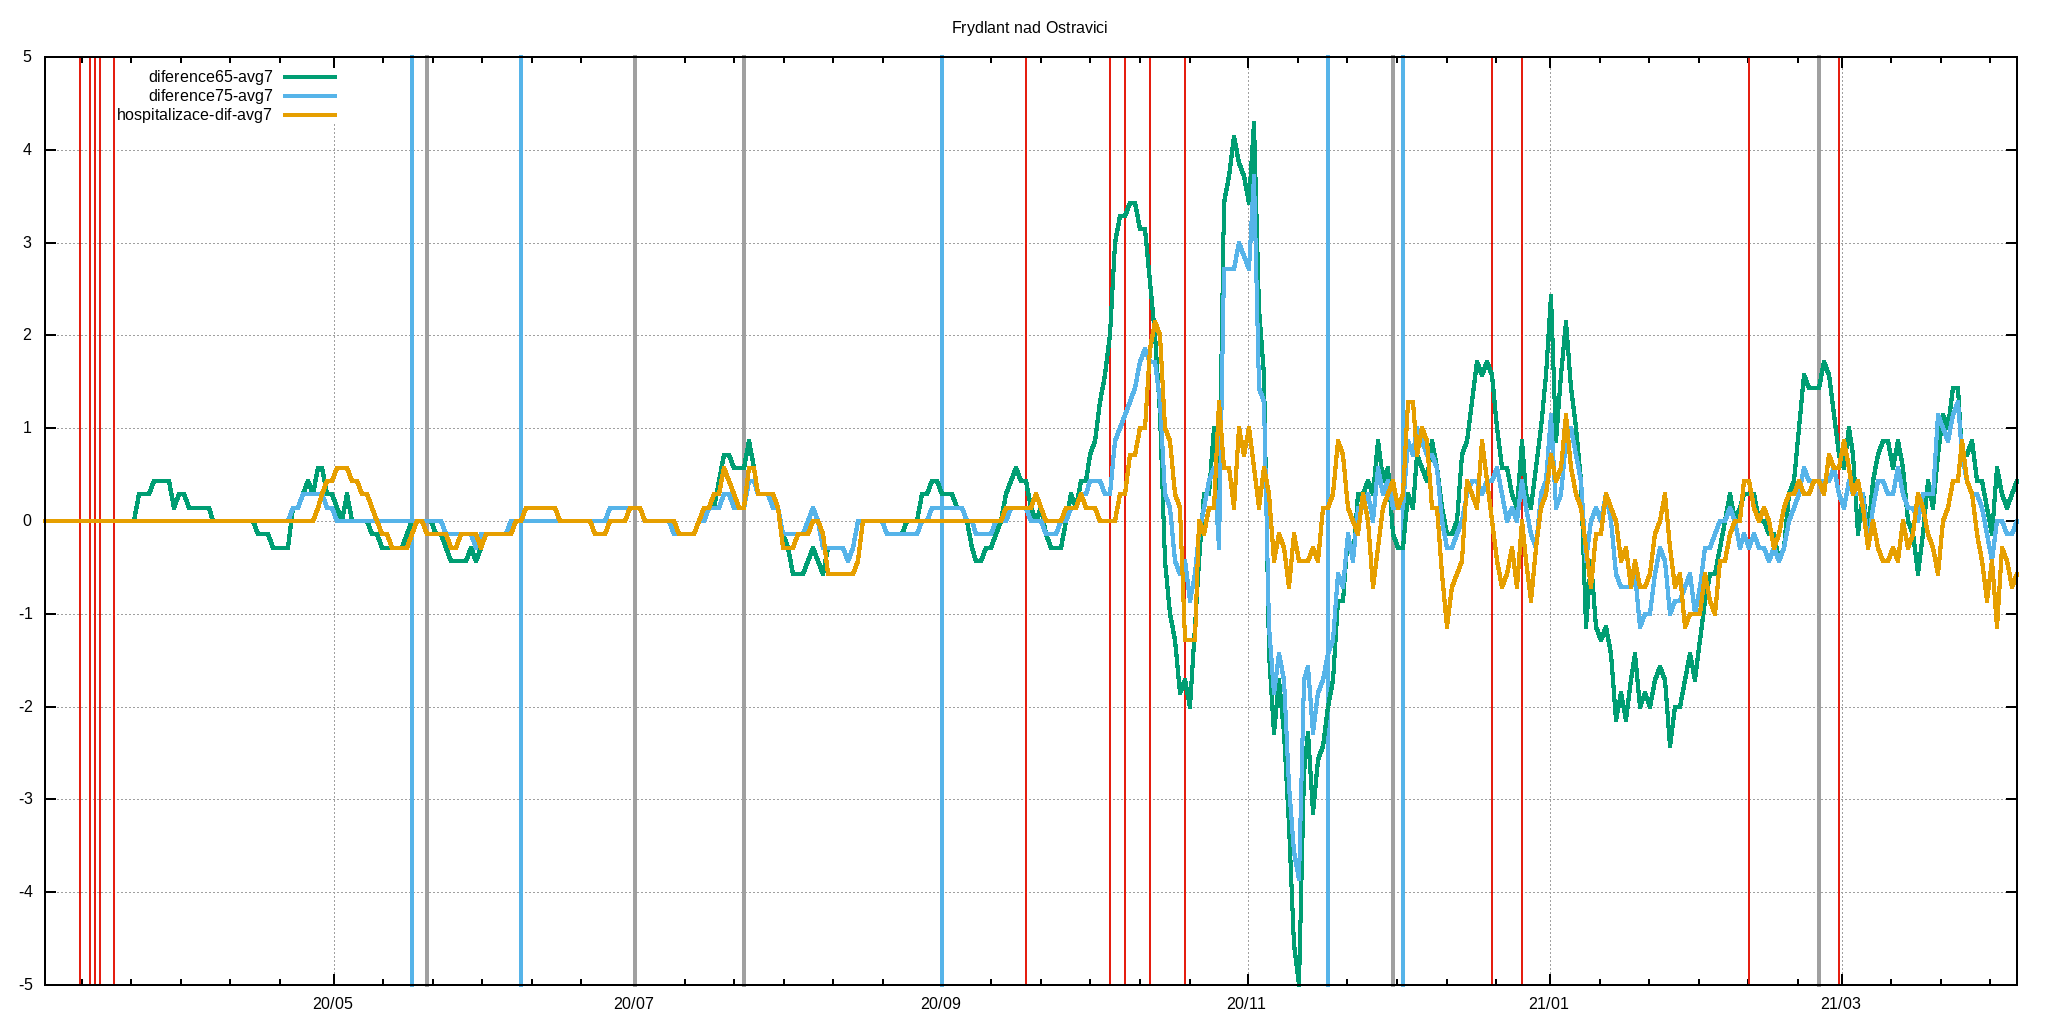 Frydlant nad Ostravici
5
diference65-avg7
diference75-avg7
hospitalizace-dif-avg7
4
3
2
1
0
-1
-2
-3
-4
-5
20/05 20/07 20/09 20/11 21/01 21/03